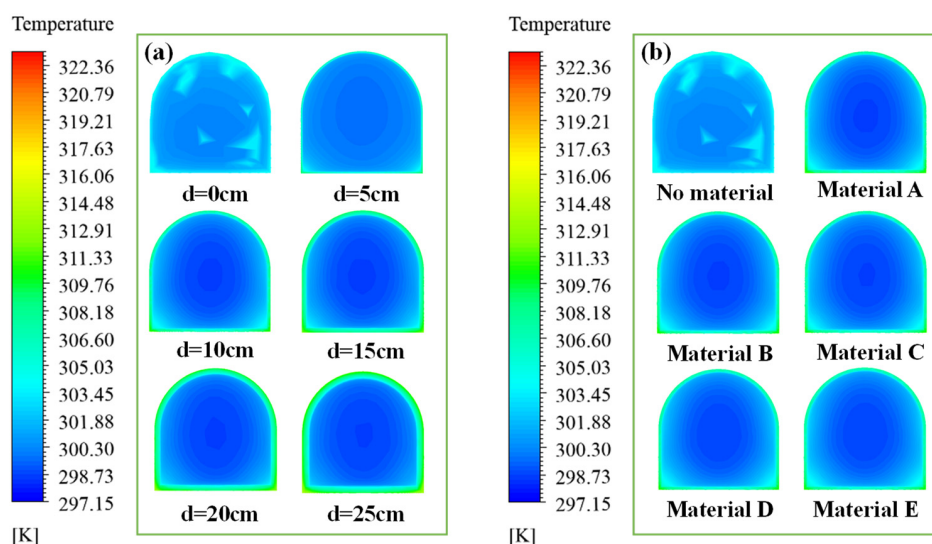 Temperature
322.36
320.79
319.21
317.63
316.06
314.48
312.91
311.33
309.76
308.18
306.60
305.03
303.45
301.88
300.30
298.73
297.15
[K]
(a)
d=0cm
d=5cm
d=10cm
d=15cm
d=20cm
d=25cm
Temperature
322.36
320.79
319.21
317.63
316.06
314.48
312.91
311.33
309.76
308.18
306.60
305.03
303.45
301.88
300.30
298.73
297.15
[K]
(b)
No material
Material A
Material B
Material C
Material D
Material E